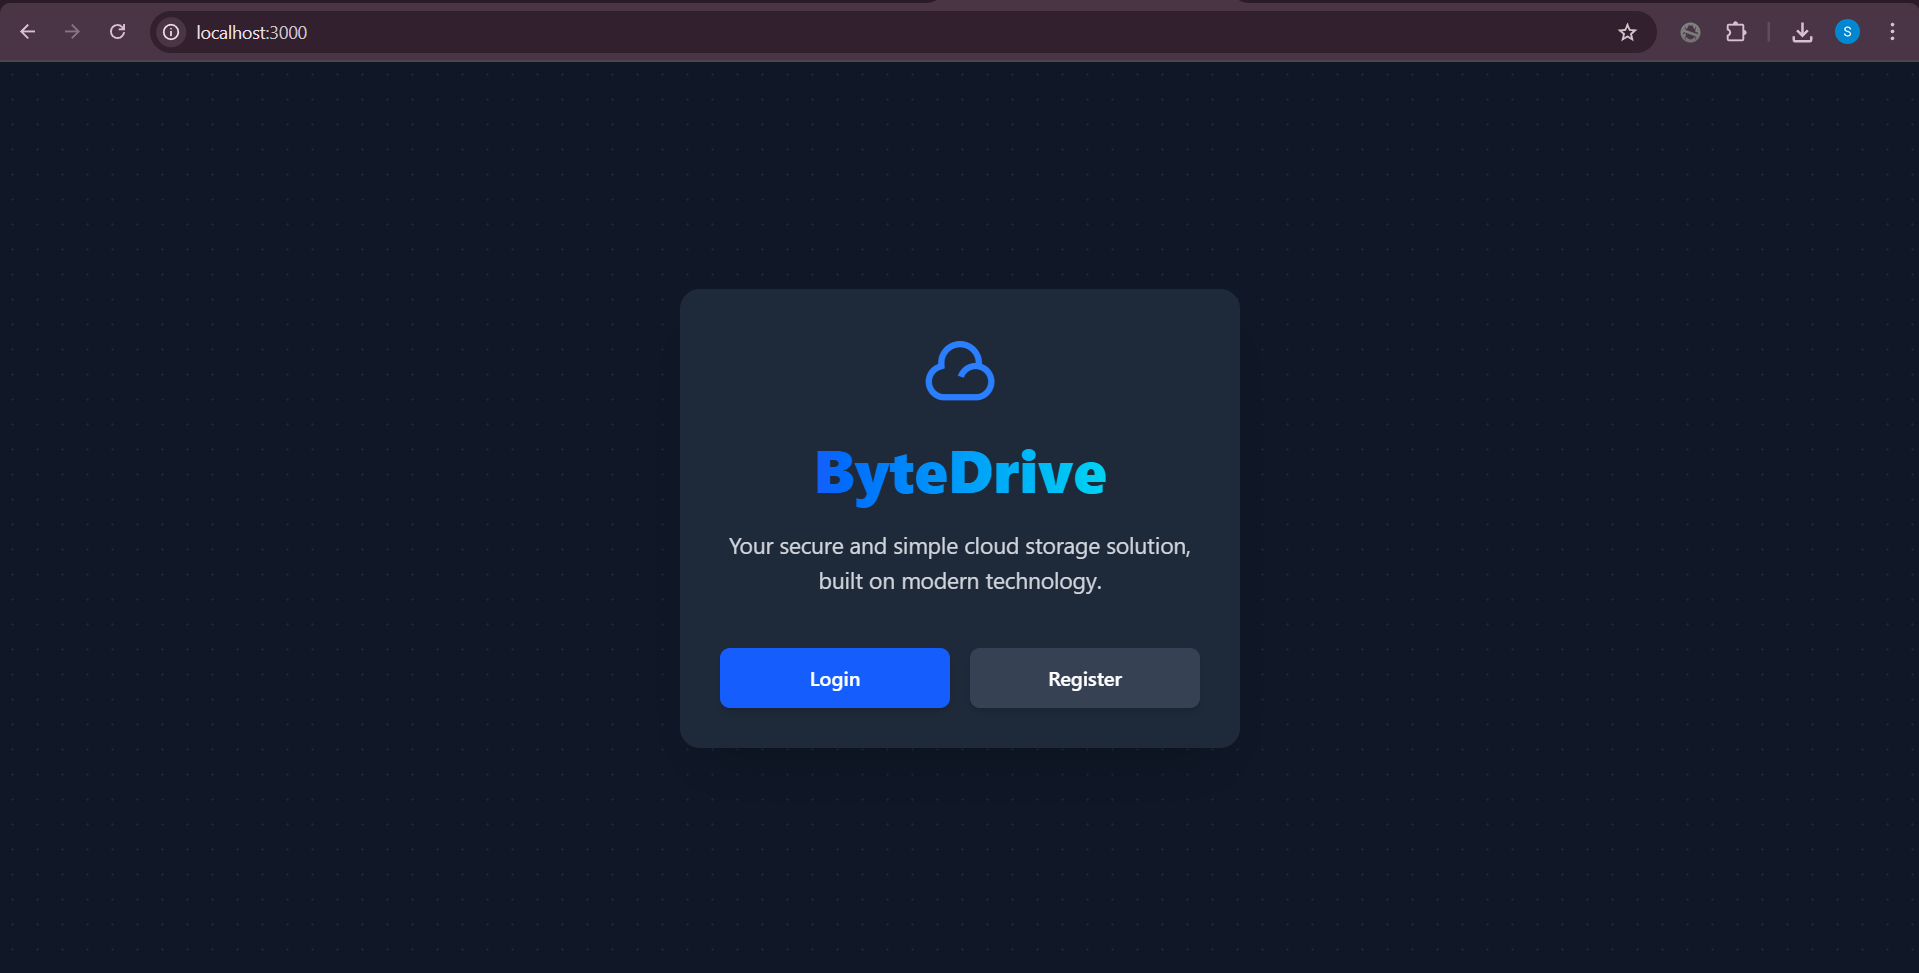 localhost:3000
S
ByteDrive
Your secure and simple cloud storage solution,
built on modern technology.
Login
Register